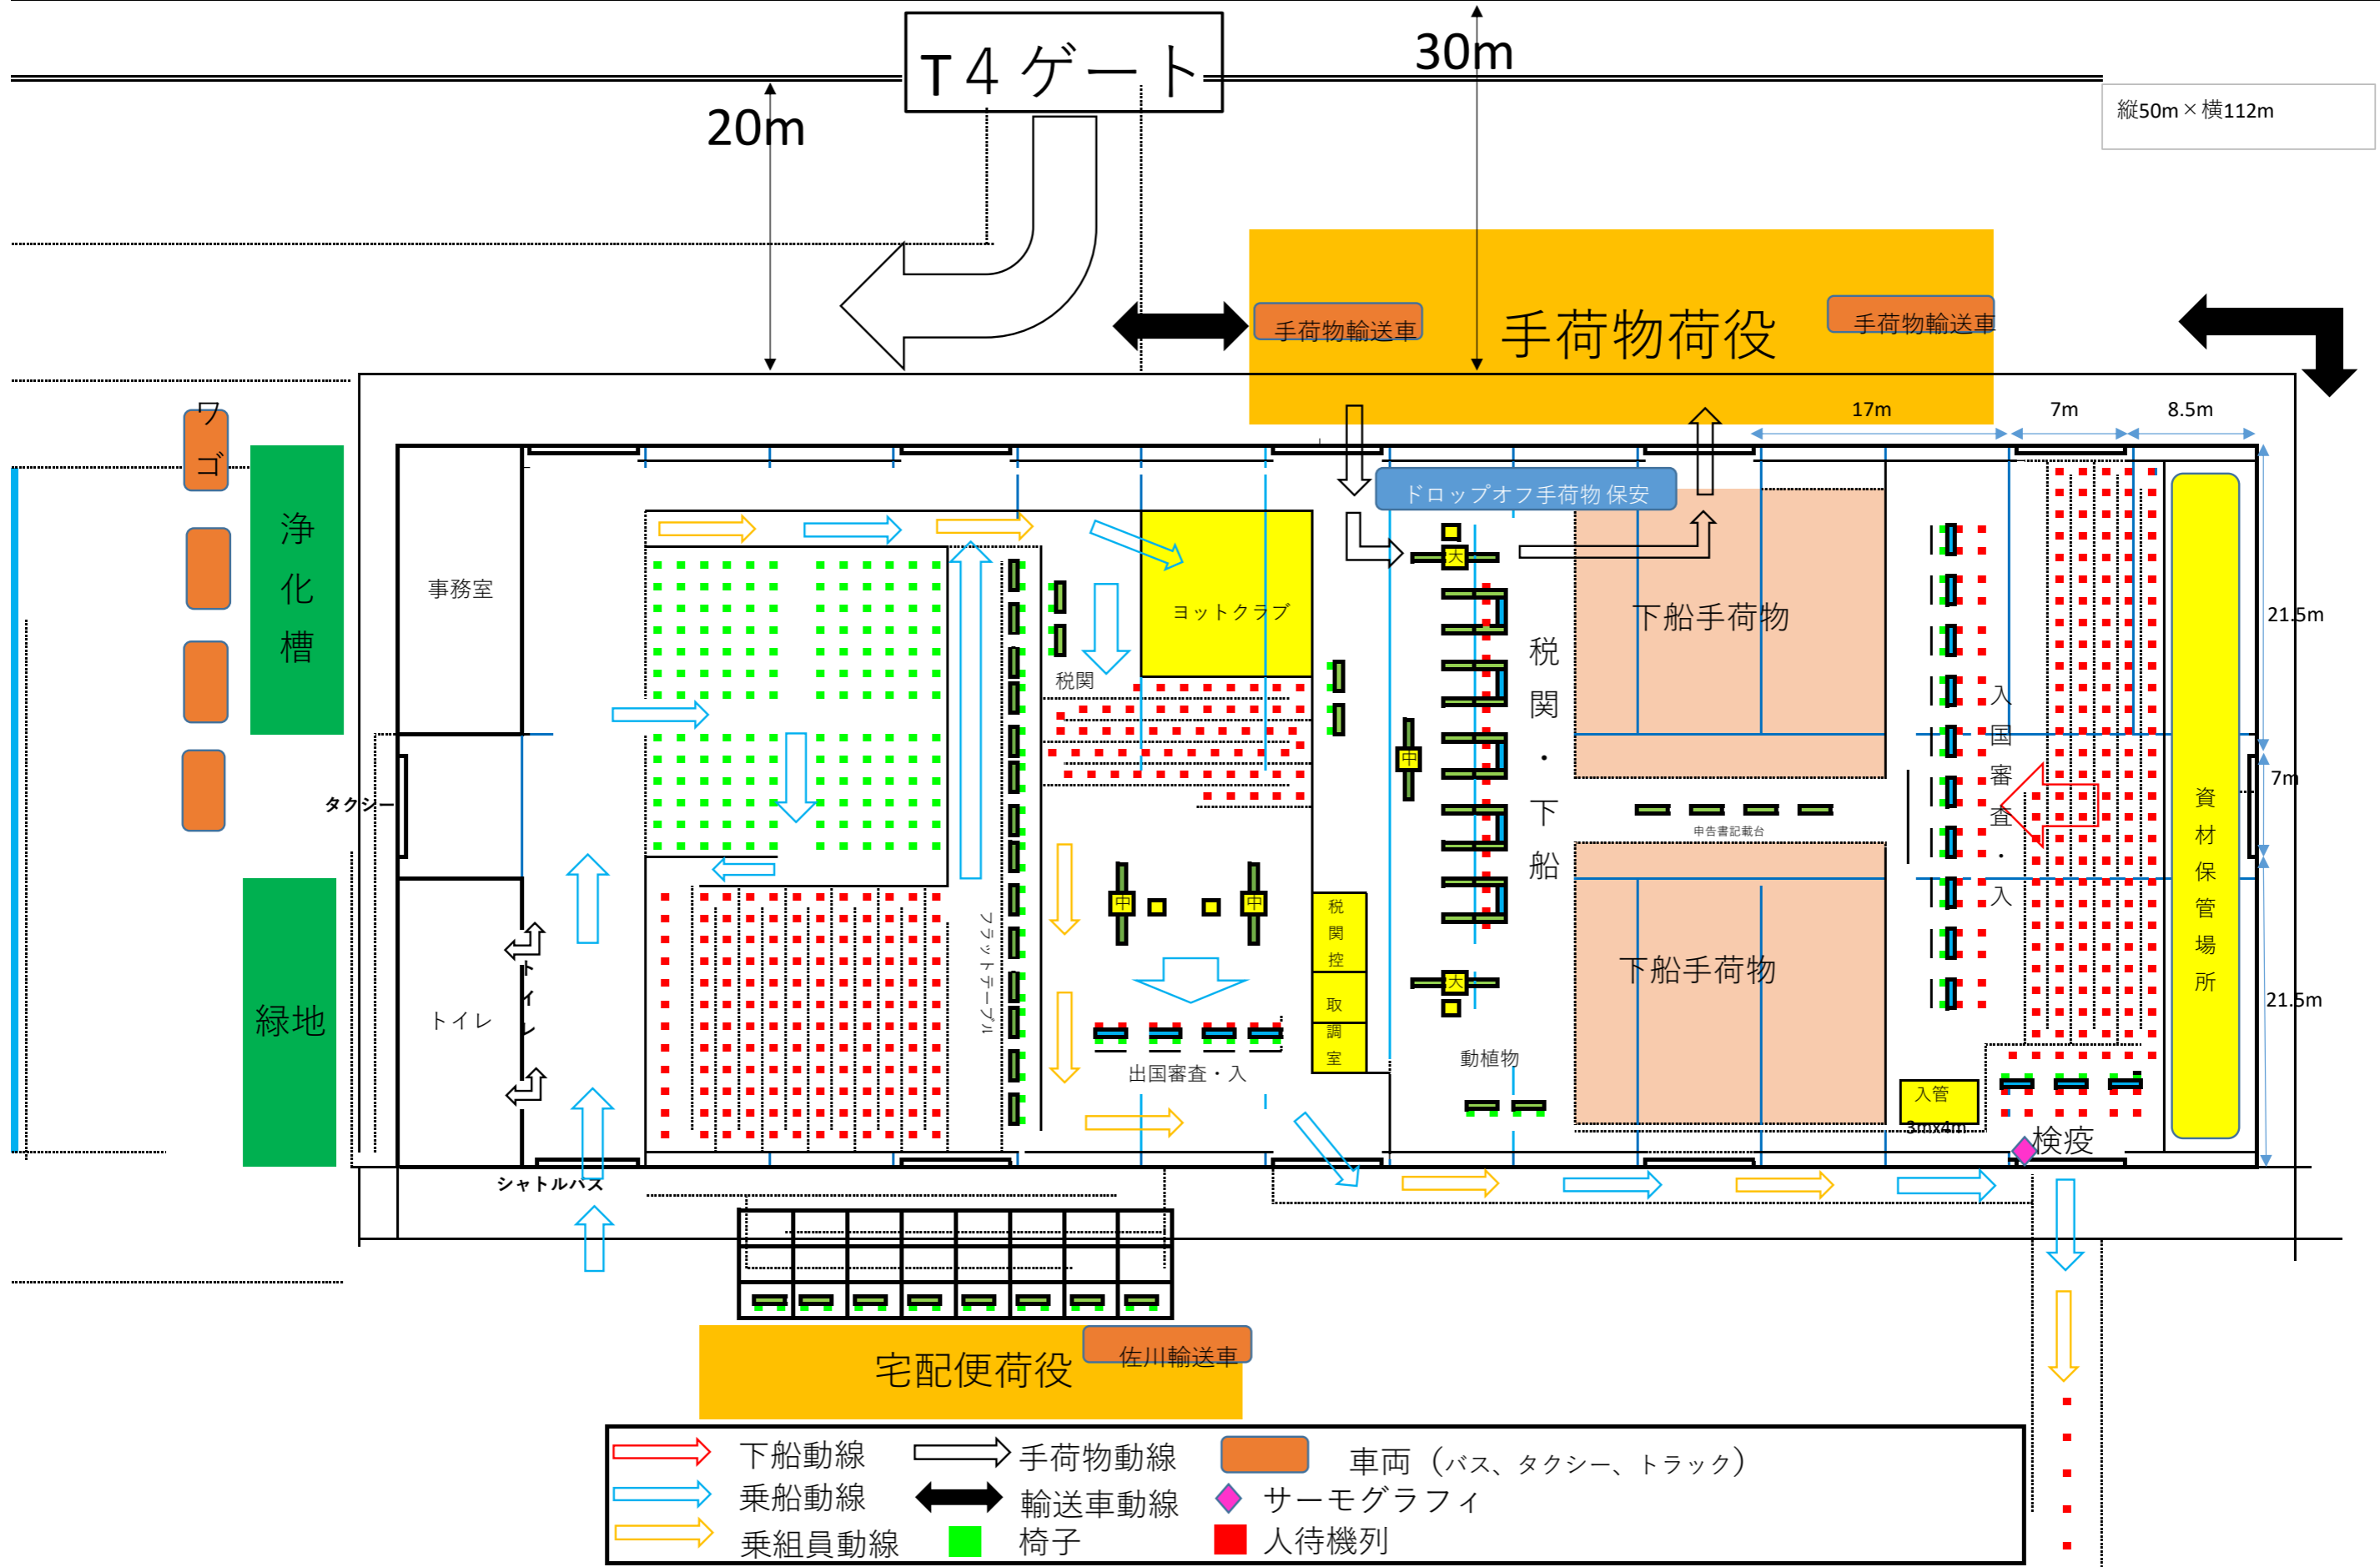 T４ ゲート
30m
20m
縦50m×横112m
手荷物輸送車
手荷物荷役
手荷物輸送車
17m
7m
8.5m
ワ
ゴ
浄
化
槽
事務室
ドロップオフ手荷物 保安
大
ヨットクラブ
税関
下船手荷物
税
関
・
下
船
21.5m
入
国
審
査
・
入
中
7m
タクシー
申告書記載台
資
材
保
管
場
所
緑地
トイレ
トイレ
フラットテーブル
中
中
税
関
控
取
調
室
大
下船手荷物
21.5m
出国審査・入
動植物
入管
3mx4m
検疫
シャトルバス
宅配便荷役
佐川輸送車
下船動線
手荷物動線
車両（バス、タクシー、トラック）
乗船動線
輸送車動線
サーモグラフィ
乗組員動線
椅子
人待機列